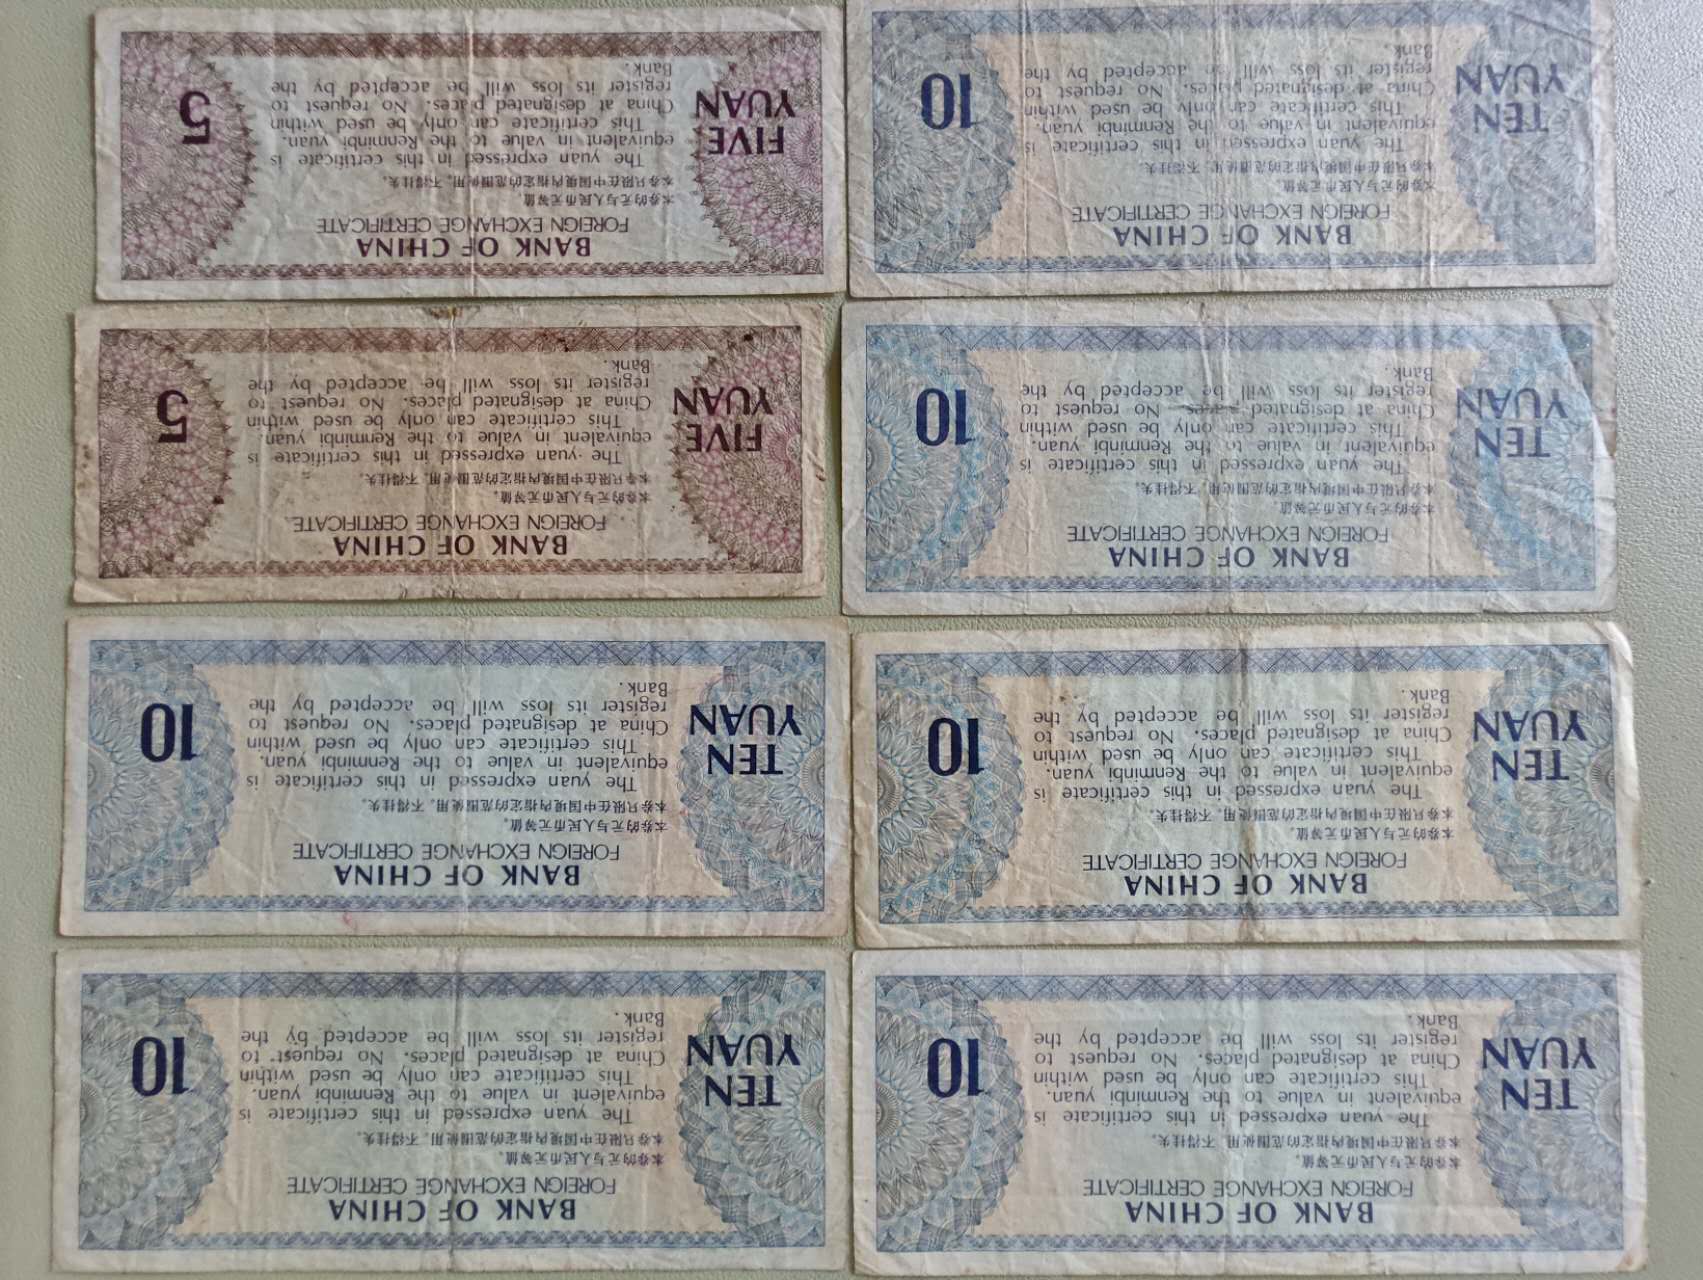 BANK OF CHINA
FOREIGN EXCHANGE CERTIFICATE
本券的元与人民币元等值。
本券只限在中国境内指定的范围使用，不得挂失。
The yuan expressed in this certificate is
equivalent in value to the Renminbi yuan.
This certificate can only be used within
China at designated places. No request to
register its loss will be accepted by the
Bank.
TEN
YUAN
10
BANK OF CHINA
FOREIGN EXCHANGE CERTIFICATE
本券的元与人民币元等值。
本券只限在中国境内指定的范围使用，不得挂失。
The yuan expressed in this certificate is
equivalent in value to the Renminbi yuan.
This certificate can only be used within
China at designated places. No request to
register its loss will be accepted by the
Bank.
TEN
YUAN
10
BANK OF CHINA
FOREIGN EXCHANGE CERTIFICATE
本券的元与人民币元等值。
本券只限在中国境内指定的范围使用，不得挂失。
The yuan expressed in this certificate is
equivalent in value to the Renminbi yuan.
This certificate can only be used within
China at designated places. No request to
register its loss will be accepted by the
Bank.
TEN
YUAN
10
BANK OF CHINA
FOREIGN EXCHANGE CERTIFICATE
本券的元与人民币元等值。
本券只限在中国境内指定的范围使用，不得挂失。
The yuan expressed in this certificate is
equivalent in value to the Renminbi yuan.
This certificate can only be used within
China at designated places. No request to
register its loss will be accepted by the
Bank.
TEN
YUAN
10
BANK OF CHINA
FOREIGN EXCHANGE CERTIFICATE
本券的元与人民币元等值。
本券只限在中国境内指定的范围使用，不得挂失。
The yuan expressed in this certificate is
equivalent in value to the Renminbi yuan.
This certificate can only be used within
China at designated places. No request to
register its loss will be accepted by the
Bank.
TEN
YUAN
10
BANK OF CHINA
FOREIGN EXCHANGE CERTIFICATE
本券的元与人民币元等值。
本券只限在中国境内指定的范围使用，不得挂失。
The yuan expressed in this certificate is
equivalent in value to the Renminbi yuan.
This certificate can only be used within
China at designated places. No request to
register its loss will be accepted by the
Bank.
FIVE
YUAN
5
BANK OF CHINA
FOREIGN EXCHANGE CERTIFICATE
本券的元与人民币元等值。
本券只限在中国境内指定的范围使用，不得挂失。
The yuan expressed in this certificate is
equivalent in value to the Renminbi yuan.
This certificate can only be used within
China at designated places. No request to
register its loss will be accepted by the
Bank.
TEN
YUAN
10
BANK OF CHINA
FOREIGN EXCHANGE CERTIFICATE
本券的元与人民币元等值。
本券只限在中国境内指定的范围使用，不得挂失。
The yuan expressed in this certificate is
equivalent in value to the Renminbi yuan.
This certificate can only be used within
China at designated places. No request to
register its loss will be accepted by the
Bank.
FIVE
YUAN
5